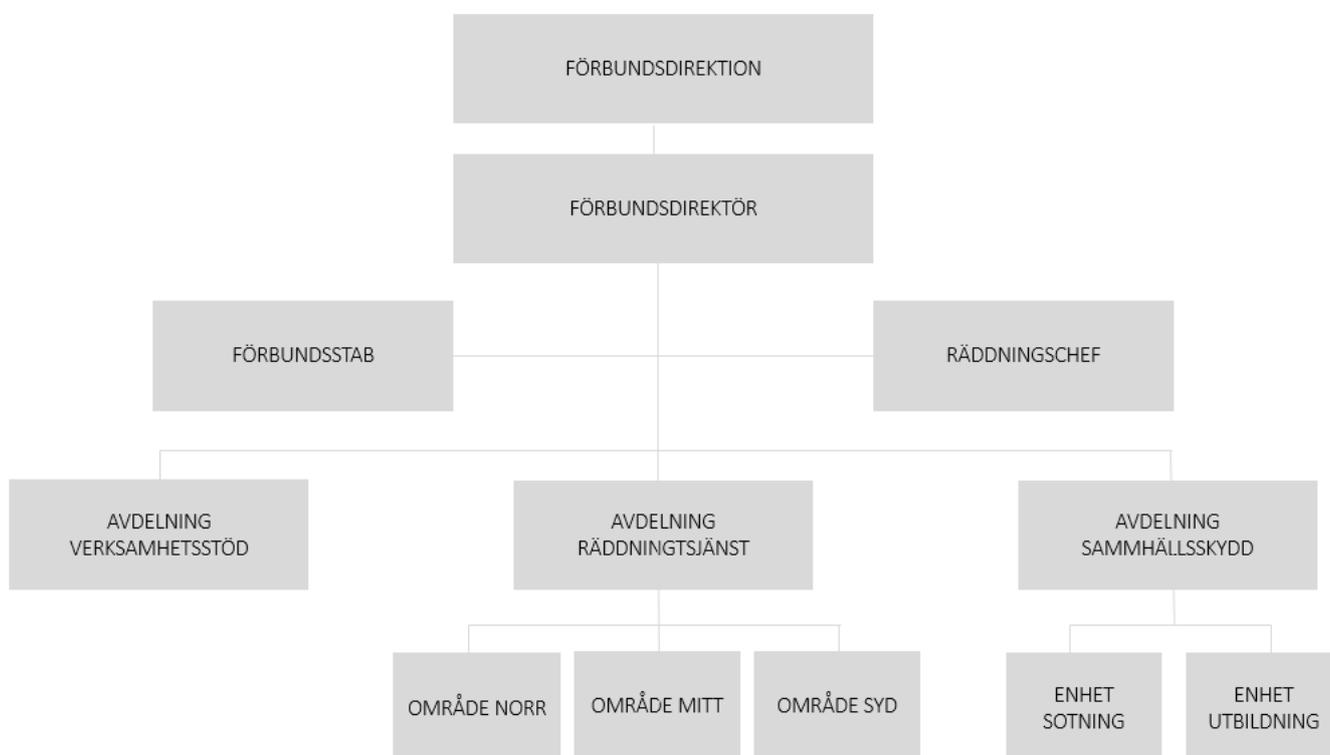 FÖRBUNDSDIREKTION
FÖRBUNDSDIREKTÖR
FÖRBUNDSSTAB
RÄDDNINGSCHEF
AVDELNING
VERKSAMHETSSTÖD
AVDELNING
RÄDDNINGTSJÄNST
AVDELNING
SAMMHÄLLSSKYDD
OMRÅDE NORR
OMRÅDE MITT
OMRÅDE SYD
ENHET
SOTNING
ENHET
UTBILDNING